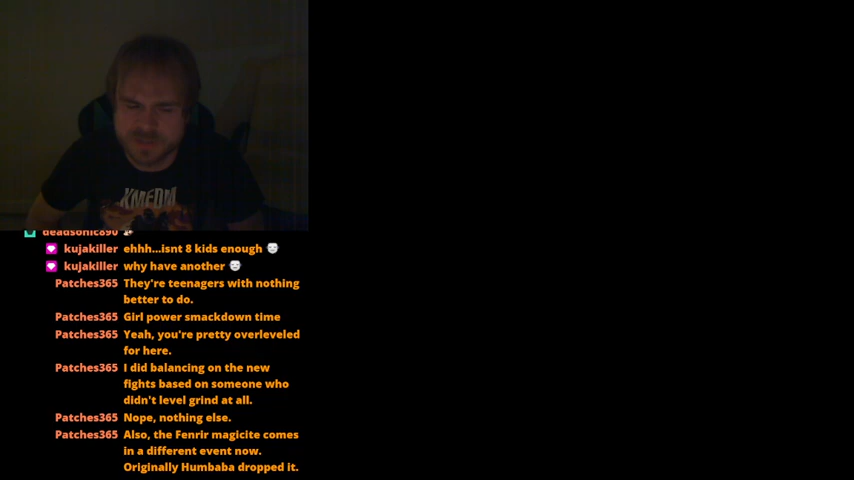 deadsonic890
kujakiller ehhh...isnt 8 kids enough
kujakiller why have another
Patches365 They're teenagers with nothing
better to do.
Patches365 Girl power smackdown time
Patches365 Yeah, you're pretty overleveled
for here.
Patches365 I did balancing on the new
fights based on someone who
didn't level grind at all.
Patches365 Nope, nothing else.
Patches365 Also, the Fenrir magicite comes
in a different event now.
Originally Humbaba dropped it.